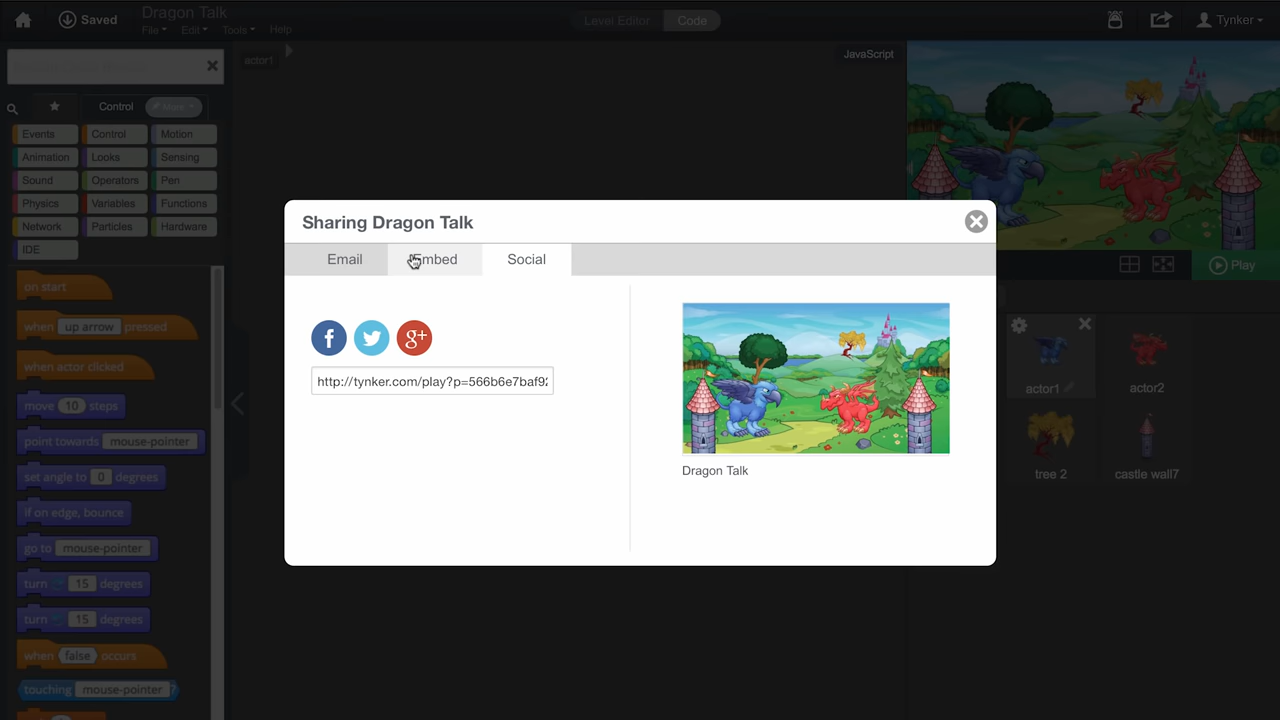 Saved
Dragon Talk
File Edit Tools Help
Level Editor Code
Tynker
actor1
JavaScript
Control More
Events Control Motion
Animation Looks Sensing
Sound Operators Pen
Physics Variables Functions
Network Particles Hardware
IDE
on start
when up arrow pressed
when actor clicked
move 10 steps
point towards mouse-pointer
set angle to 0 degrees
if on edge, bounce
go to mouse-pointer
turn 15 degrees
turn 15 degrees
when false occurs
touching mouse-pointer ?
Sharing Dragon Talk
Email Embed Social
f g+
http://tynker.com/play?p=566b6e7baf92
Dragon Talk
Play
actor1 actor2
tree 2 castle wall7